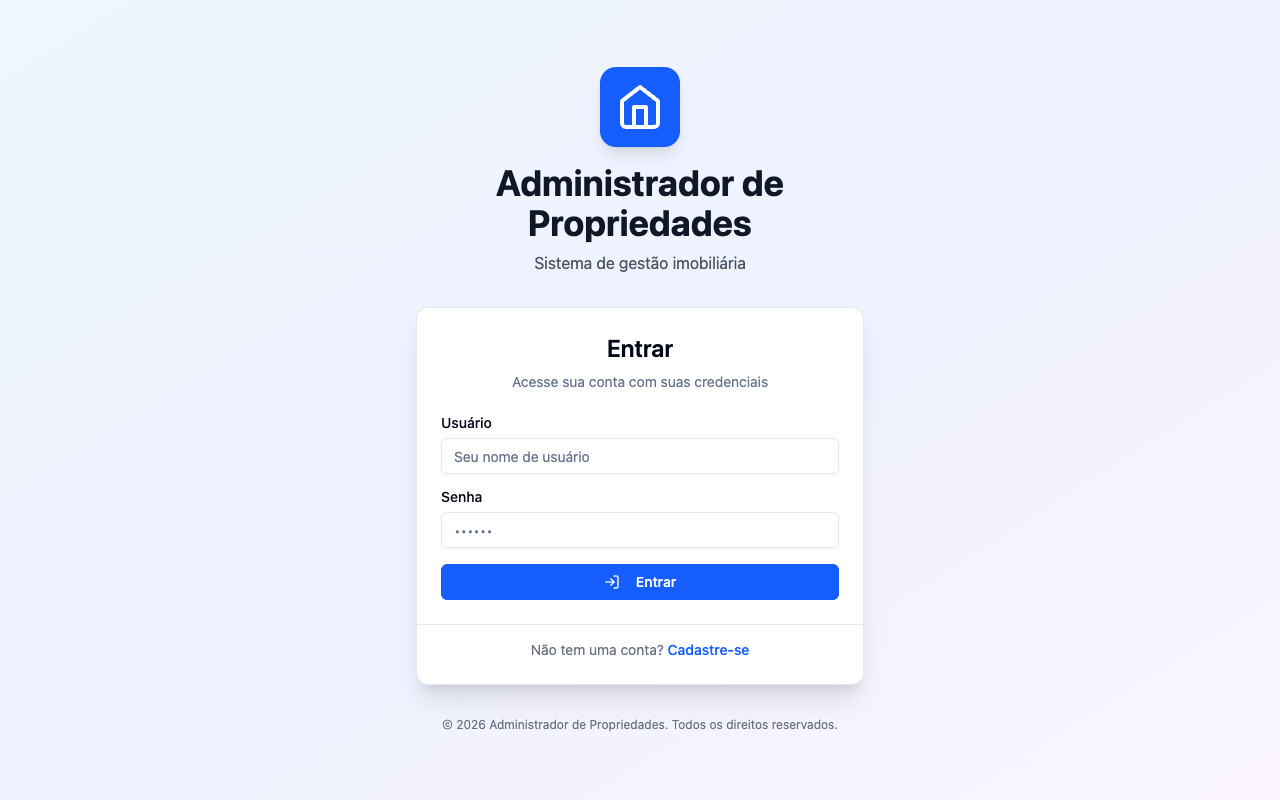 Administrador de
Propriedades
Sistema de gestão imobiliária
Entrar
Acesse sua conta com suas credenciais
Usuário
Seu nome de usuário
Senha
••••••
Entrar
Não tem uma conta? Cadastre-se
© 2026 Administrador de Propriedades. Todos os direitos reservados.